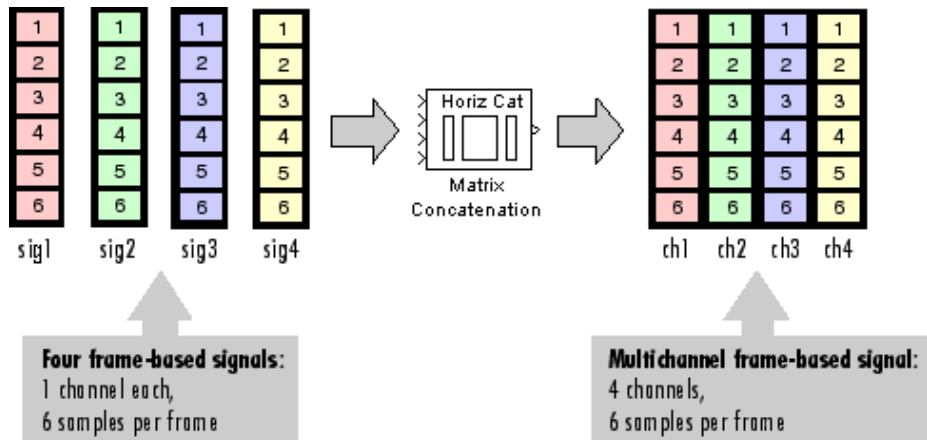 1 1 1 1
2 2 2 2
3 3 3 3
4 4 4 4
5 5 5 5
6 6 6 6
sig1 sig2 sig3 sig4
Horiz Cat
Matrix
Concatenation
1 1 1 1
2 2 2 2
3 3 3 3
4 4 4 4
5 5 5 5
6 6 6 6
ch1 ch2 ch3 ch4
Four frame-based signals:
1 channel each,
6 samples per frame
Multichannel frame-based signal:
4 channels,
6 samples per frame